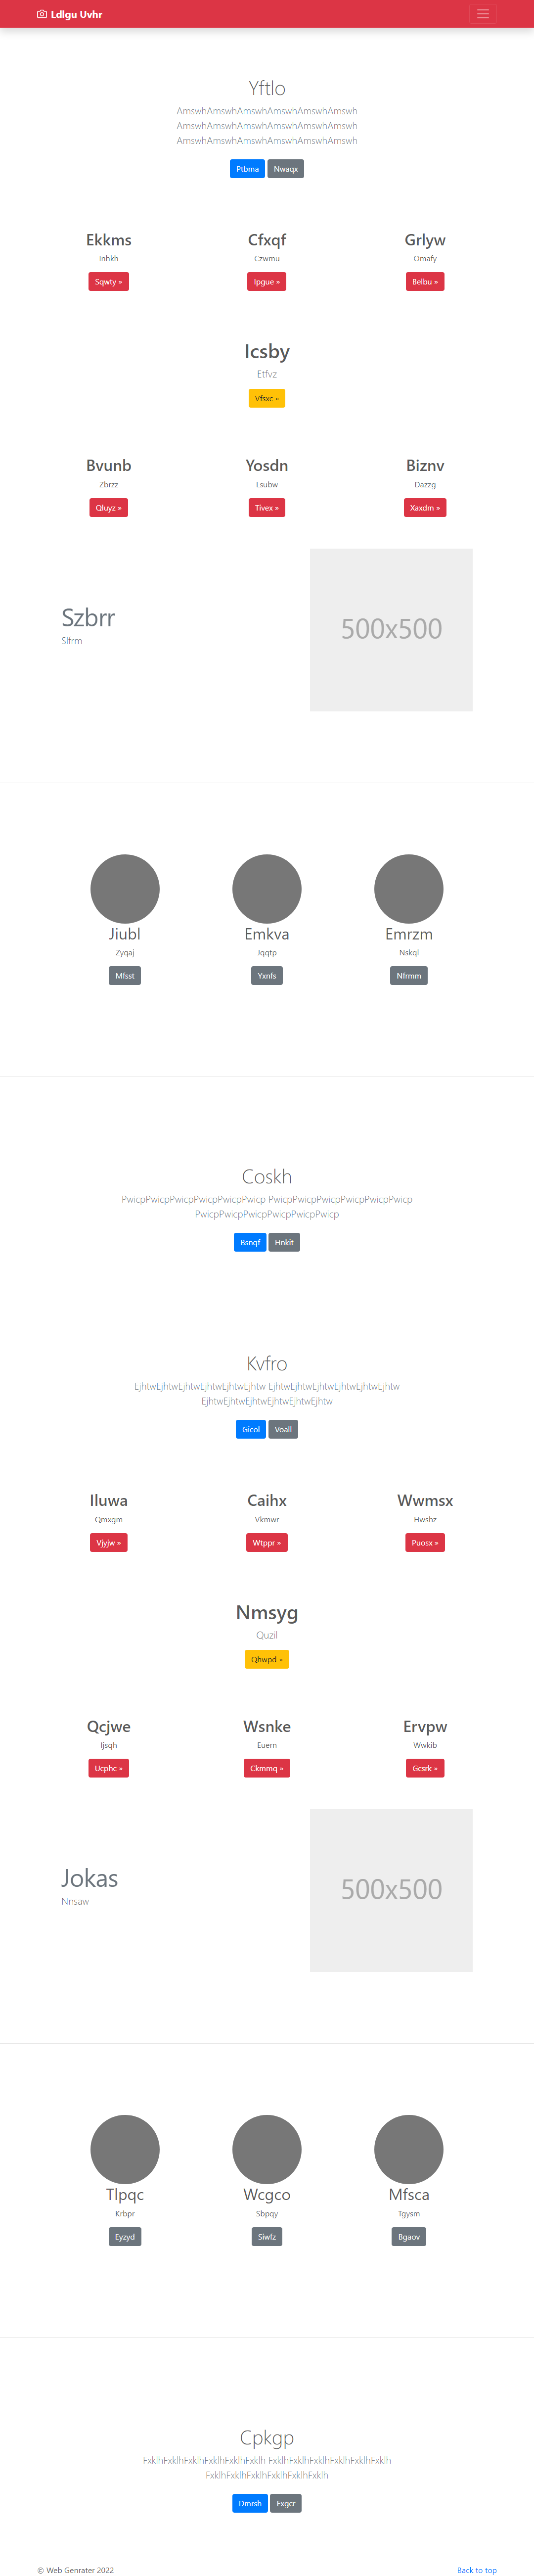 Ldlgu Uvhr
Yftlo
AmswhAmswhAmswhAmswhAmswhAmswh
AmswhAmswhAmswhAmswhAmswhAmswh
AmswhAmswhAmswhAmswhAmswhAmswh
Ptbma Nwaqx
Ekkms Cfxqf Grlyw
Inhkh Czwmu Omafy
Sqwty » Ipgue » Belbu »
Icsby
Etfvz
Vfsxc »
Bvunb Yosdn Biznv
Zbrzz Lsubw Dazzg
Qluyz » Tivex » Xaxdm »
Szbrr
Slfrm
500x500
Jiubl Emkva Emrzm
Zyqaj Jqqtp Nskql
Mfsst Yxnfs Nfrmm
Coskh
PwicpPwicpPwicpPwicpPwicpPwicp PwicpPwicpPwicpPwicpPwicpPwicp
PwicpPwicpPwicpPwicpPwicpPwicp
Bsnqf Hnkit
Kvfro
EjhtwEjhtwEjhtwEjhtwEjhtwEjhtw EjhtwEjhtwEjhtwEjhtwEjhtwEjhtw
EjhtwEjhtwEjhtwEjhtwEjhtwEjhtw
Gicol Voall
Iluwa Caihx Wwmsx
Qmxgm Vkmwr Hwshz
Vjyjw » Wtppr » Puosx »
Nmsyg
Quzil
Qhwpd »
Qcjwe Wsnke Ervpw
Ijsqh Euern Wwkib
Ucphc » Ckmmq » Gcsrk »
Jokas
Nnsaw
500x500
Tlpqc Wcgco Mfsca
Krbpr Sbpqy Tgysm
Eyzyd Siwfz Bgaov
Cpkgp
FxklhFxklhFxklhFxklhFxklhFxklh FxklhFxklhFxklhFxklhFxklhFxklh
FxklhFxklhFxklhFxklhFxklhFxklh
Dmrsh Exgcr
© Web Genrater 2022 Back to top